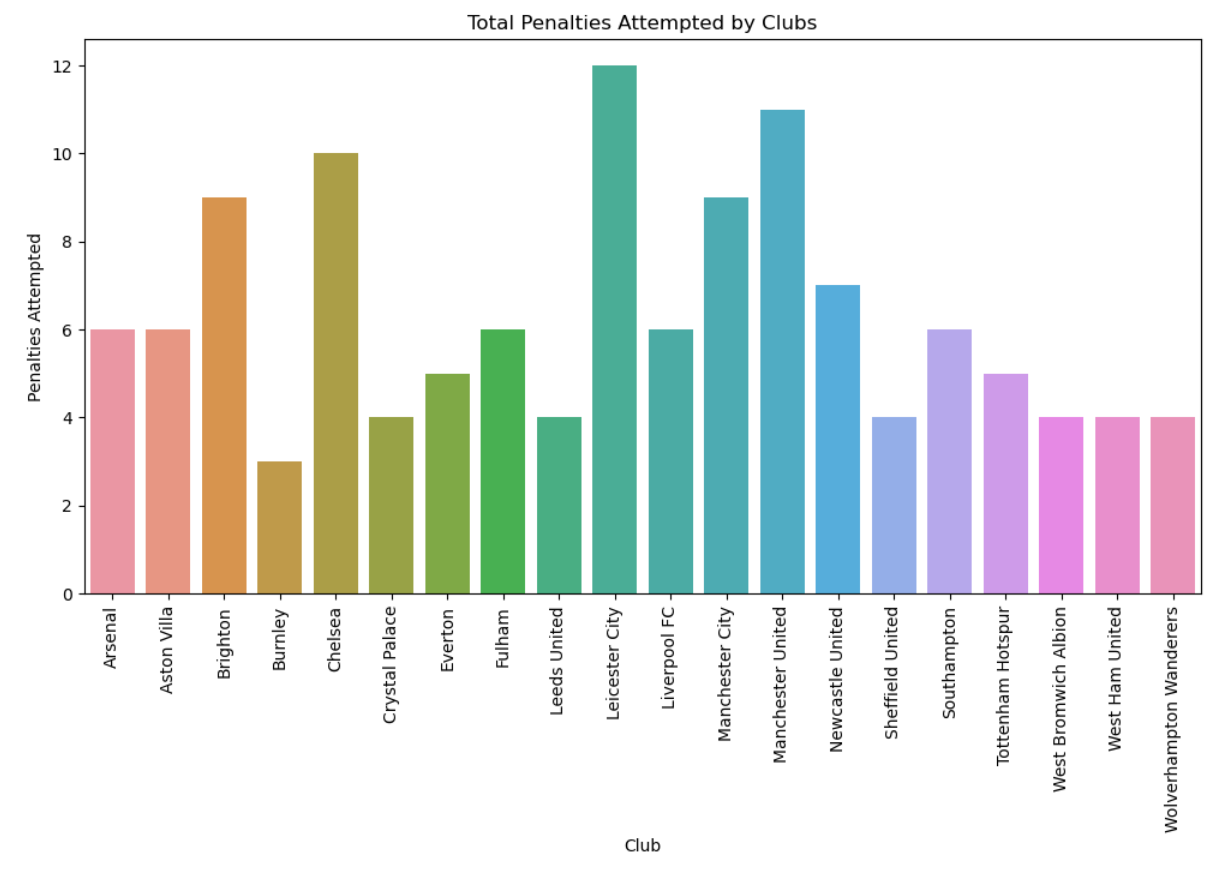 Total Penalties Attempted by Clubs
Penalties Attempted
12
10
8
6
4
2
0
Arsenal
Aston Villa
Brighton
Burnley
Chelsea
Crystal Palace
Everton
Fulham
Leeds United
Leicester City
Liverpool FC
Manchester City
Manchester United
Newcastle United
Sheffield United
Southampton
Tottenham Hotspur
West Bromwich Albion
West Ham United
Wolverhampton Wanderers
Club